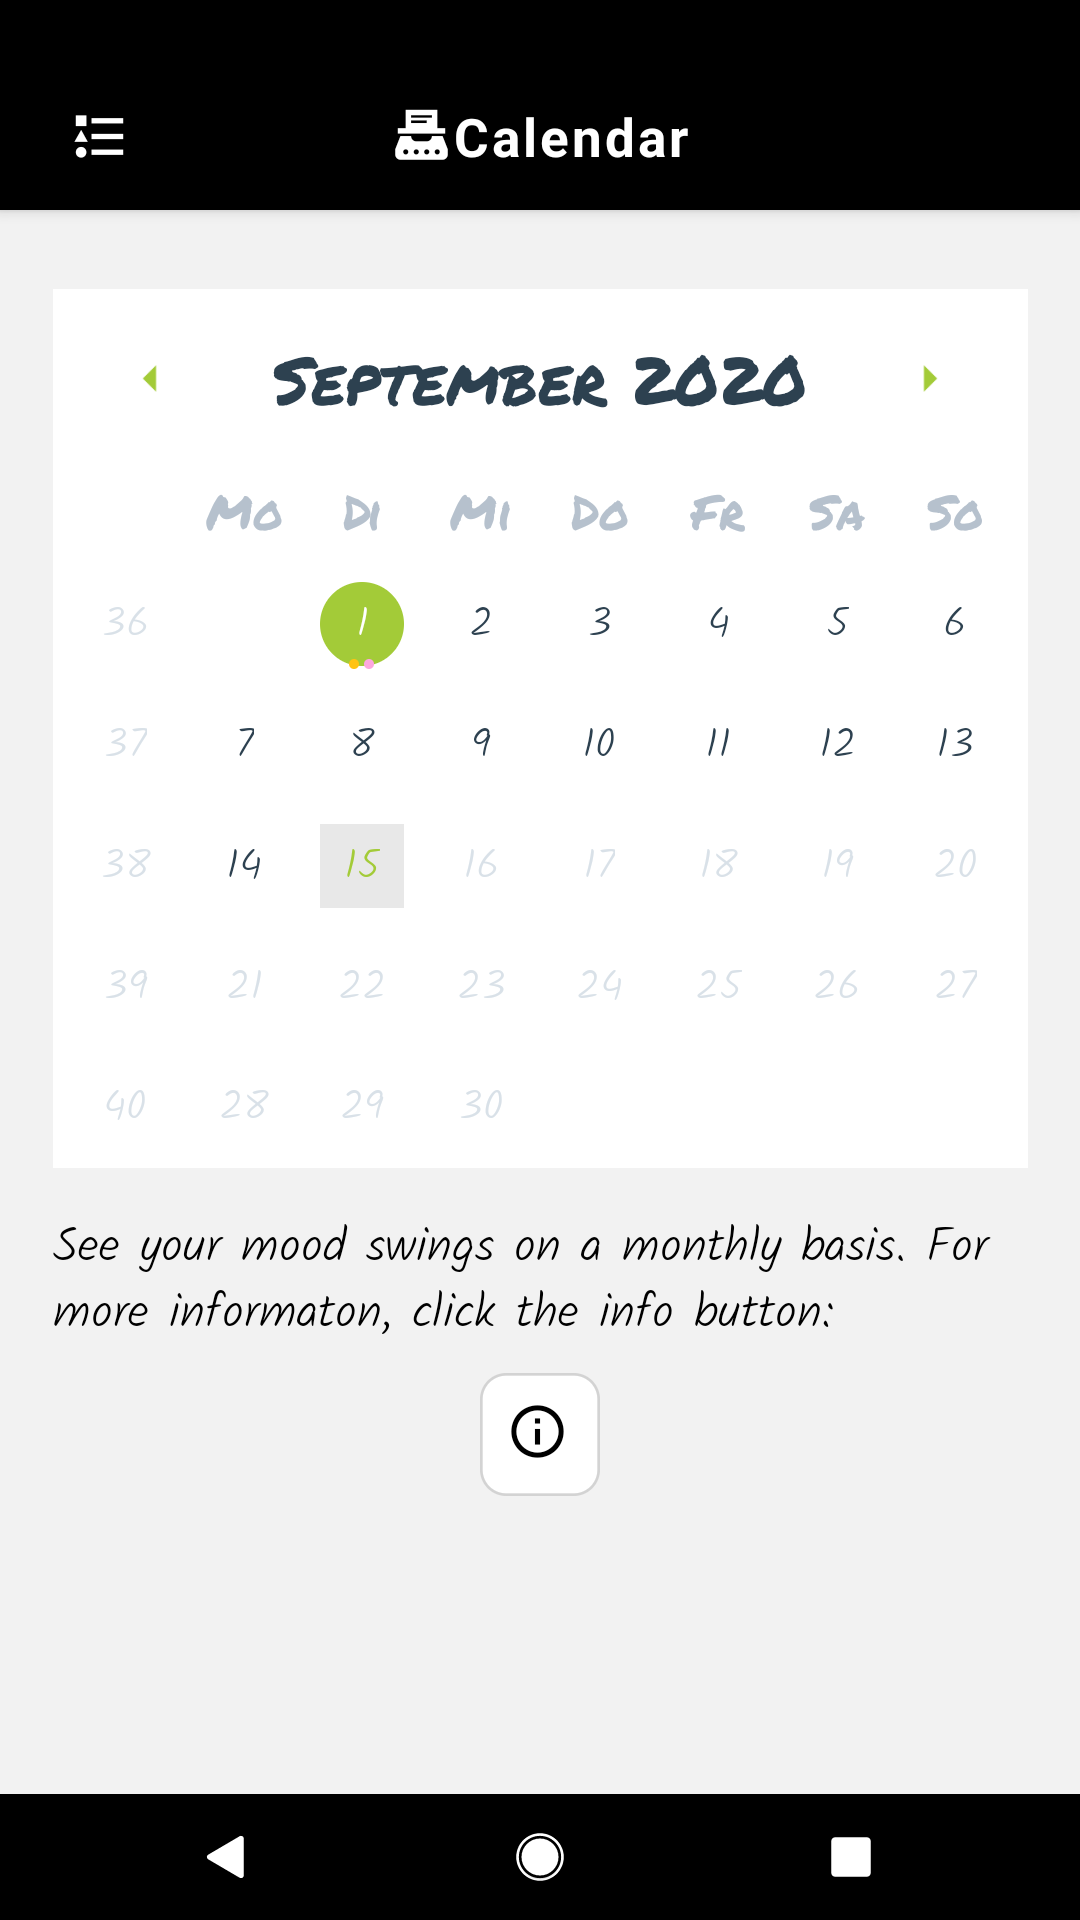 Calendar
September 2020
Mo Di Mi Do Fr Sa So
36 1 2 3 4 5 6
37 7 8 9 10 11 12 13
38 14 15 16 17 18 19 20
39 21 22 23 24 25 26 27
40 28 29 30
See your mood swings on a monthly basis. For
more informaton, click the info button: